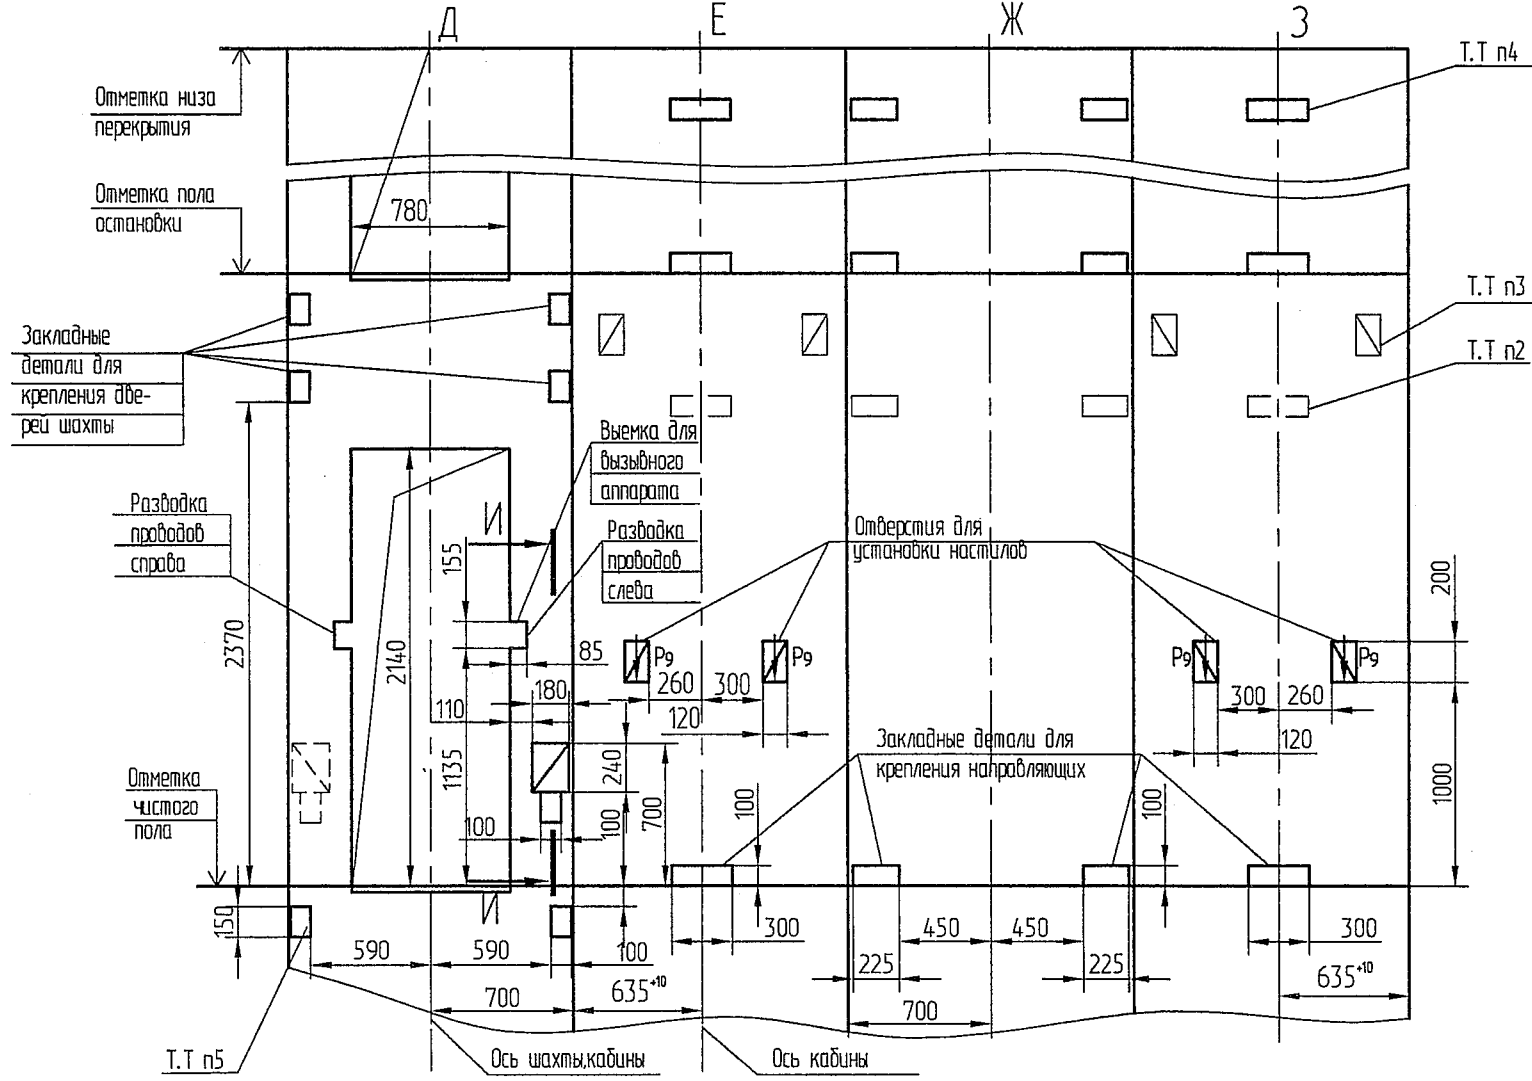 Д
Е
Ж
З
Т.Т п4
Отметка низа
перекрытия
Отметка пола
остановки
780
Т.Т п3
Закладные
детали для
крепления две-
рей шахты
Т.Т п2
Выемка для
вызывного
аппарата
Разводка
проводов
справа
И
155
Разводка
проводов
слева
Отверстия для
установки настилов
200
2370
2140
85
Р9
Р9
Р9
Р9
180
260
300
300
260
110
120
120
1135
240
700
Закладные детали для
крепления направляющих
1000
Отметка
чистого
пола
100
100
100
100
И
150
590
590
100
300
450
450
300
225
225
700
635+10
700
635+10
Т.Т п5
Ось шахты,кабины
Ось кабины